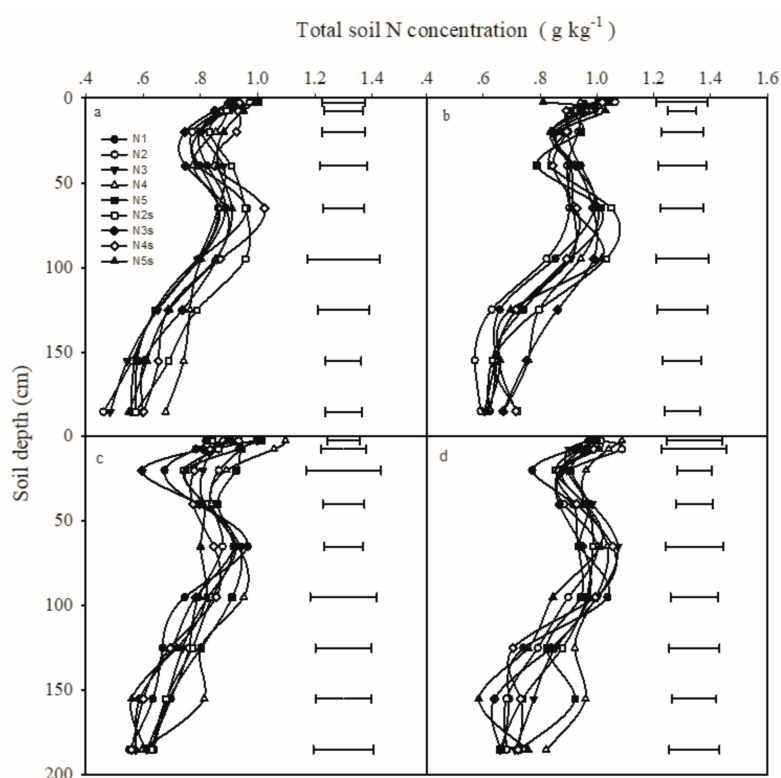 Total soil N concentration ( g kg⁻¹ )
.4 .6 .8 1.0 1.2 1.4 .4 .6 .8 1.0 1.2 1.4 1.6
0
a
b
N1
N2
N3
N4
N5
N2s
N3s
N4s
N5s
50
100
150
Soil depth (cm)
0
c
d
50
100
150
200